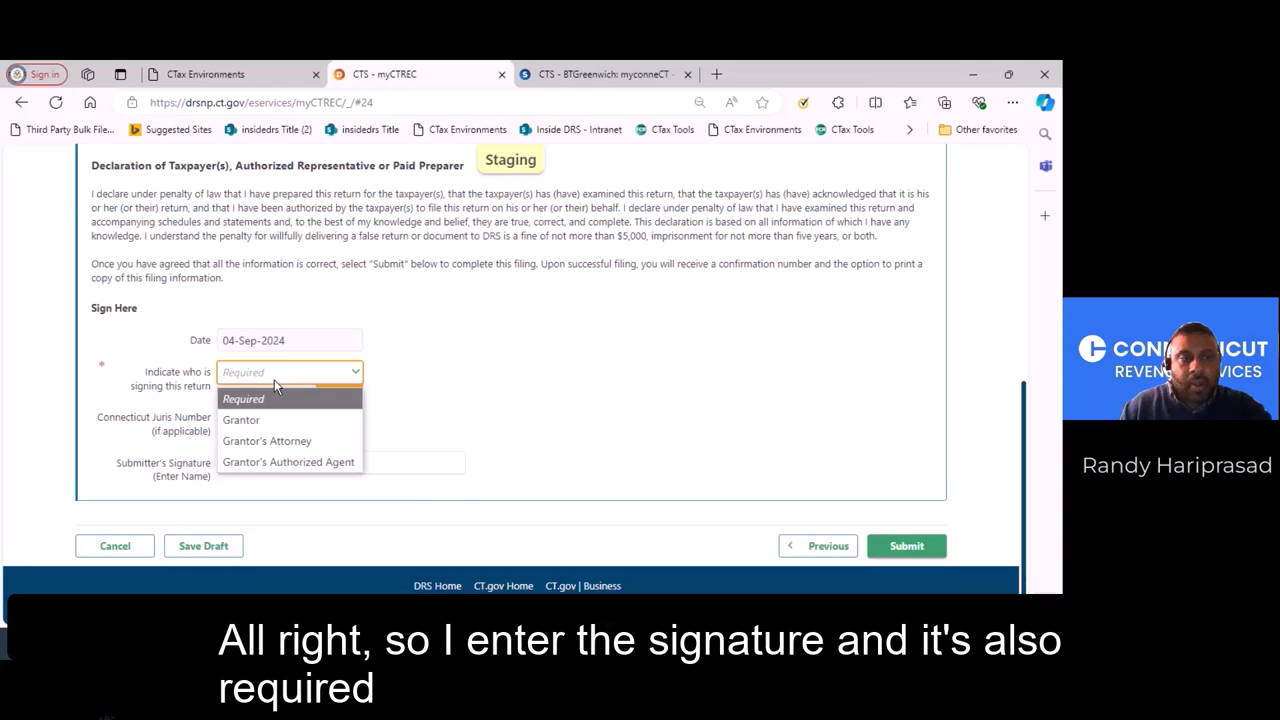 Sign in
CTax Environments
CTS - myCTREC
CTS - BTGreenwich: myconneCT -
https://drsnp.ct.gov/eservices/myCTREC/_/#24
Third Party Bulk File...
Suggested Sites
insidedrs Title (2)
insidedrs Title
CTax Environments
Inside DRS - Intranet
CTax Tools
CTax Environments
CTax Tools
Other favorites
Declaration of Taxpayer(s), Authorized Representative or Paid Preparer
Staging
I declare under penalty of law that I have prepared this return for the taxpayer(s), that the taxpayer(s) has (have) examined this return, that the taxpayer(s) has (have) acknowledged that it is his
or her (or their) return, and that I have been authorized by the taxpayer(s) to file this return on his or her (or their) behalf. I declare under penalty of law that I have examined this return and
accompanying schedules and statements and, to the best of my knowledge and belief, they are true, correct, and complete. This declaration is based on all information of which I have any
knowledge. I understand the penalty for willfully delivering a false return or document to DRS is a fine of not more than $5,000, imprisonment for not more than five years, or both.
Once you have agreed that all the information is correct, select "Submit" below to complete this filing. Upon successful filing, you will receive a confirmation number and the option to print a
copy of this filing information.
Sign Here
Date
04-Sep-2024
* Indicate who is
signing this return
Required
Required
Grantor
Grantor's Attorney
Grantor's Authorized Agent
Connecticut Juris Number
(if applicable)
Submitter's Signature
(Enter Name)
Cancel
Save Draft
Previous
Submit
DRS Home
CT.gov Home
CT.gov | Business
Randy Hariprasad
All right, so I enter the signature and it's also
required